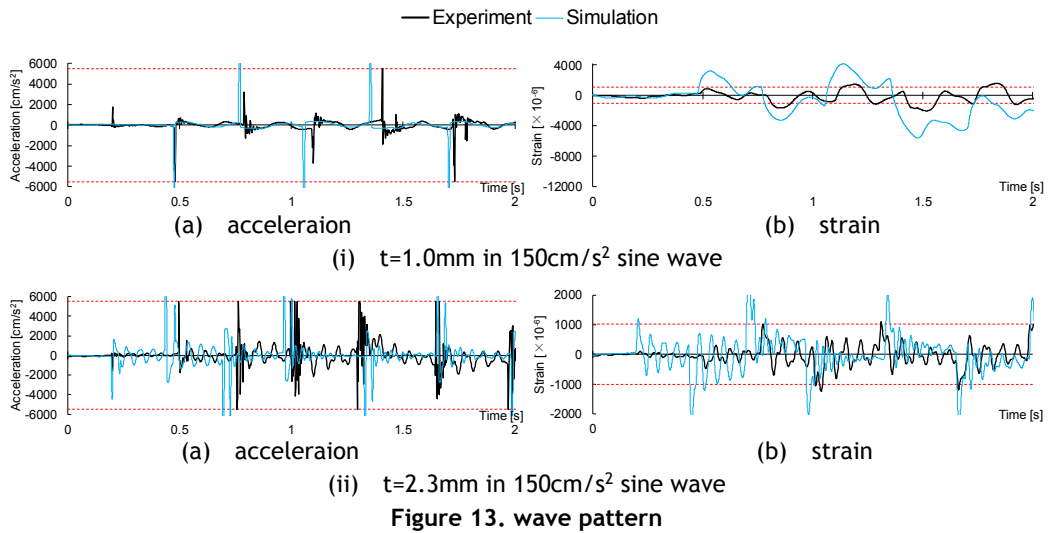 Experiment Simulation
Acceleration [cm/s²]
6000
4000
2000
0
-2000
-4000
-6000
0 0.5 1 1.5 2
Time [s]
Strain [×10⁻⁶]
4000
0
-4000
-8000
-12000
0 0.5 1 1.5 2
Time [s]
(a) acceleraion
(b) strain
(i) t=1.0mm in 150cm/s² sine wave
Acceleration [cm/s²]
6000
4000
2000
0
-2000
-4000
-6000
0 0.5 1 1.5 2
Time [s]
Strain [×10⁻⁶]
2000
1000
0
-1000
-2000
0
Time [s]
(a) acceleraion
(b) strain
(ii) t=2.3mm in 150cm/s² sine wave
Figure 13. wave pattern